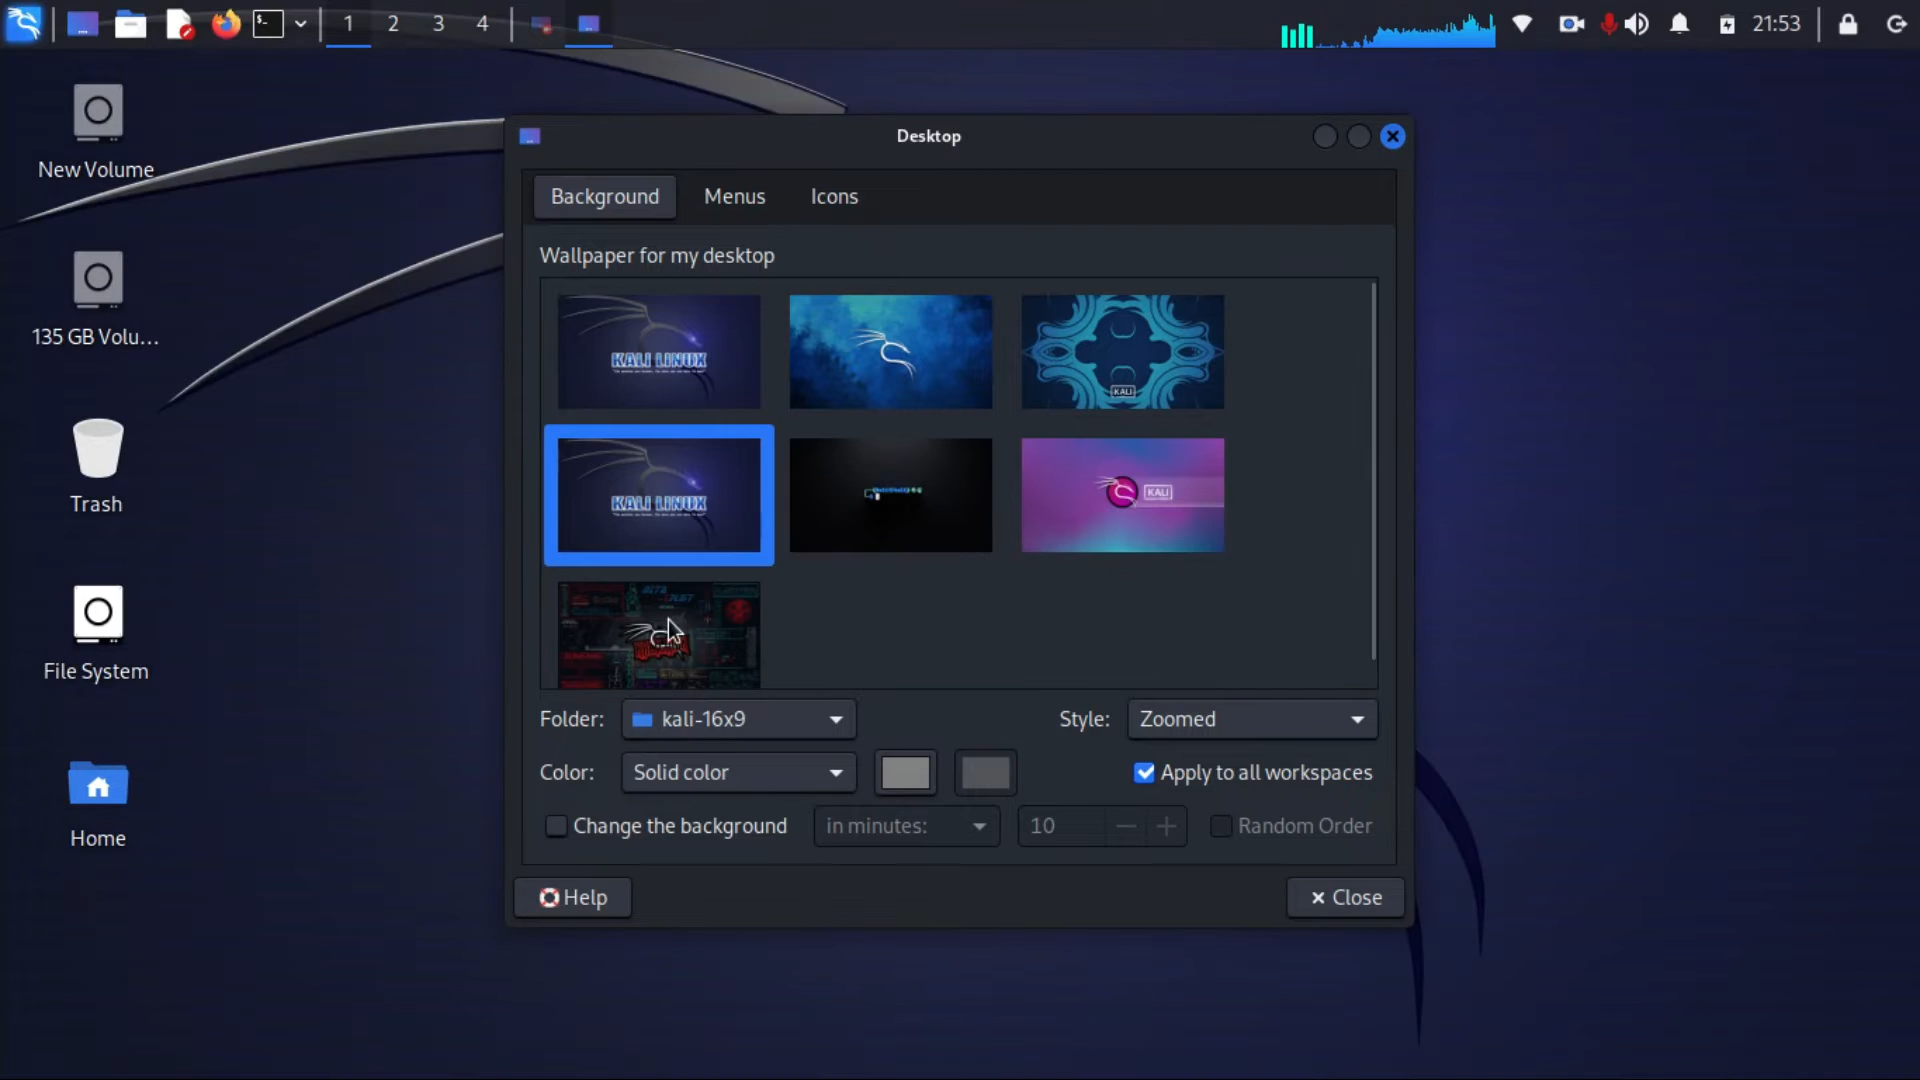 1 2 3 4 21:53
New Volume
135 GB Volu...
Trash
File System
Home
Desktop
Background Menus Icons
Wallpaper for my desktop
KALI LINUX
KALI
KALI LINUX
KALI
Folder: kali-16x9 Style: Zoomed
Color: Solid color Apply to all workspaces
Change the background in minutes: 10 Random Order
Help Close